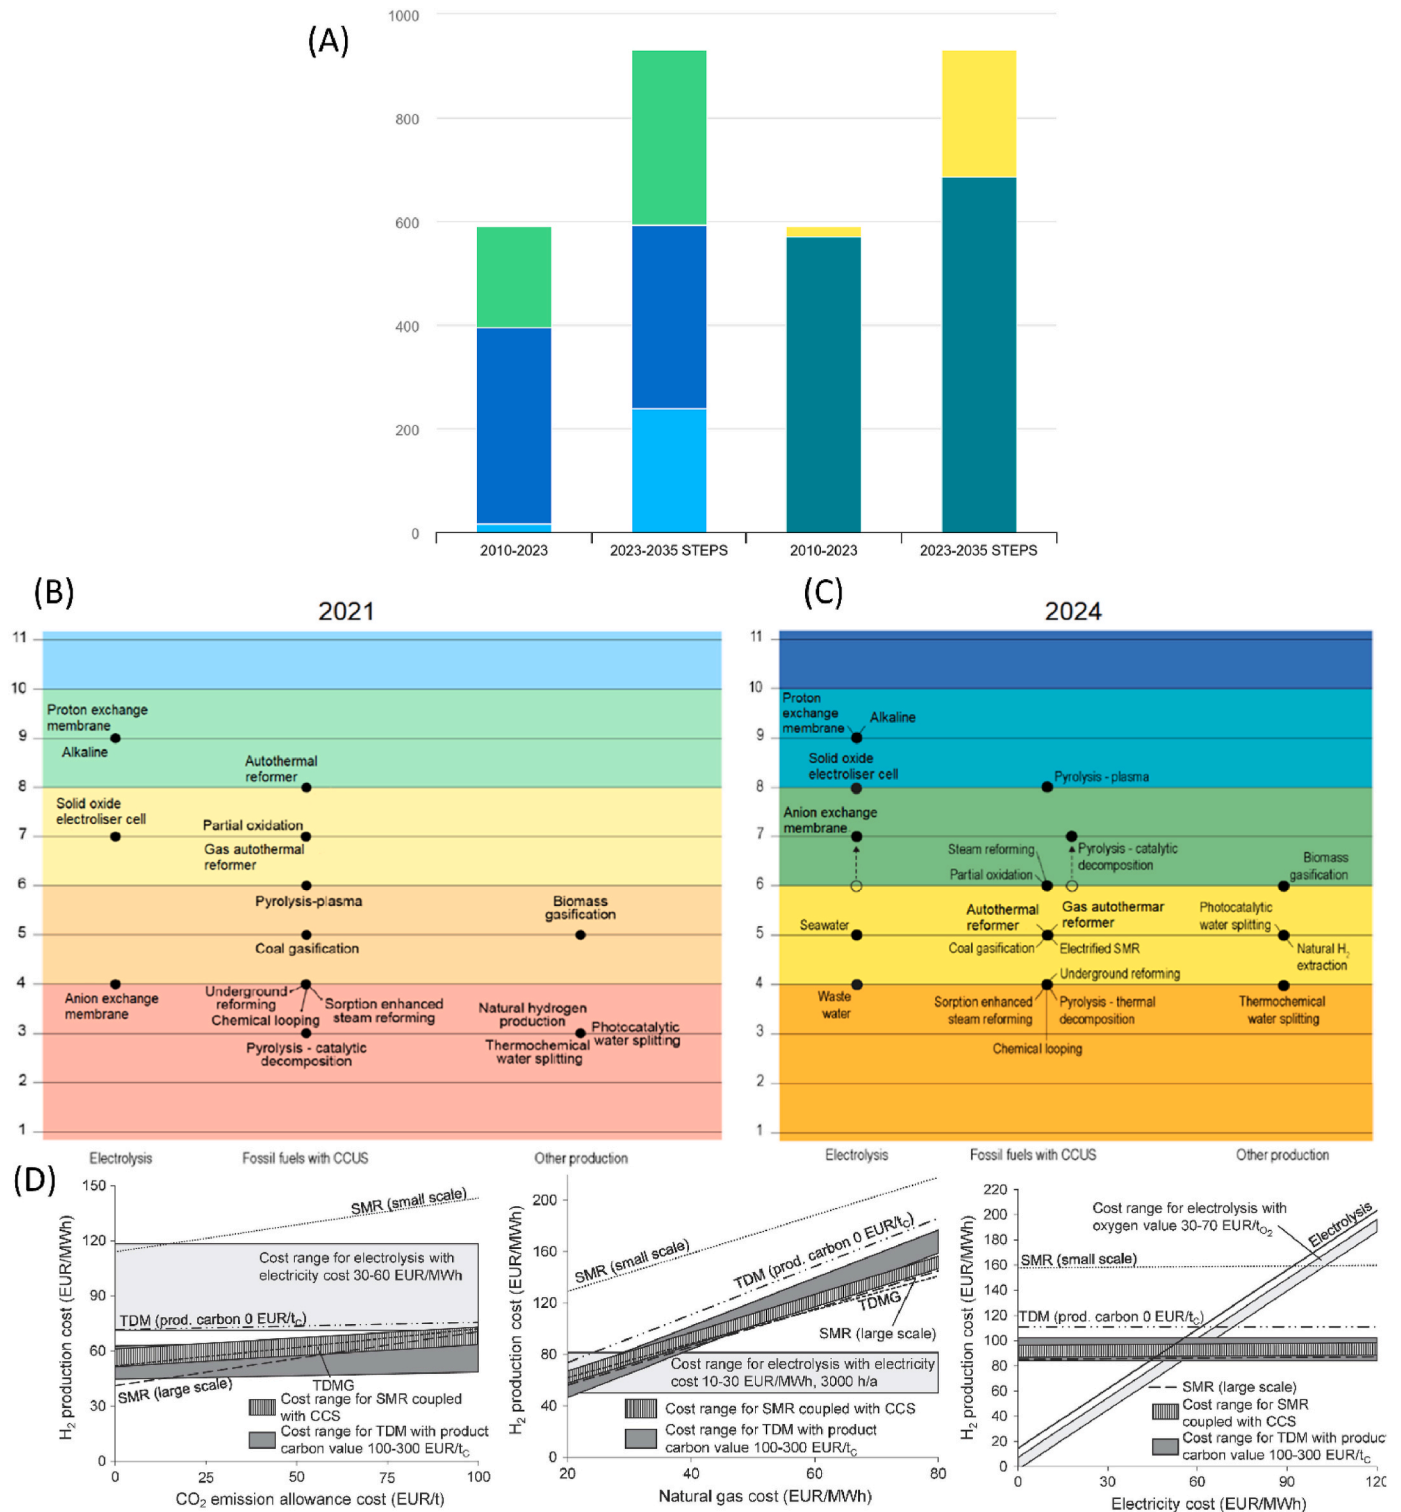 (A)
1000
800
600
400
200
0
2010-2023
2023-2035 STEPS
2010-2023
2023-2035 STEPS
(B)
2021
11
10
9
8
7
6
5
4
3
2
1
Proton exchange
membrane
Alkaline
Autothermal
reformer
Solid oxide
electroliser cell
Partial oxidation
Gas autothermal
reformer
Pyrolysis-plasma
Biomass
gasification
Coal gasification
Anion exchange
membrane
Underground
reforming
Chemical looping
Sorption enhanced
steam reforming
Natural hydrogen
production
Photocatalytic
water splitting
Pyrolysis - catalytic
decomposition
Thermochemical
water splitting
Electrolysis
Fossil fuels with CCUS
Other production
(C)
2024
11
10
9
8
7
6
5
4
3
2
1
Proton
exchange
membrane
Alkaline
Solid oxide
electroliser cell
Pyrolysis - plasma
Anion exchange
membrane
Steam reforming
Partial oxidation
Pyrolysis - catalytic
decomposition
Biomass
gasification
Seawater
Autothermal
reformer
Gas autothermar
reformer
Coal gasification
Electrified SMR
Photocatalytic
water splitting
Natural H2
extraction
Underground reforming
Waste
water
Sorption enhanced
steam reforming
Pyrolysis - thermal
decomposition
Chemical looping
Thermochemical
water splitting
Electrolysis
Fossil fuels with CCUS
Other production
(D)
H2 production cost (EUR/MWh)
150
120
90
60
30
0
SMR (small scale)
Cost range for electrolysis with
electricity cost 30-60 EUR/MWh
TDM (prod. carbon 0 EUR/tC)
SMR (large scale)
TDMG
Cost range for SMR coupled
with CCS
Cost range for TDM with product
carbon value 100-300 EUR/tC
0
25
50
75
100
CO2 emission allowance cost (EUR/t)
H2 production cost (EUR/MWh)
200
160
120
80
40
0
SMR (small scale)
TDM (prod. carbon 0 EUR/tC)
TDMG
SMR (large scale)
Cost range for electrolysis with electricity
cost 10-30 EUR/MWh, 3000 h/a
Cost range for SMR coupled with CCS
Cost range for TDM with product
carbon value 100-300 EUR/tC
20
40
60
80
Natural gas cost (EUR/MWh)
H2 production cost (EUR/MWh)
220
200
180
160
140
120
100
80
60
40
20
0
Cost range for electrolysis with
oxygen value 30-70 EUR/tO2
Electrolysis
SMR (small scale)
TDM (prod. carbon 0 EUR/tC)
SMR (large scale)
Cost range for SMR
coupled with CCS
Cost range for TDM with produc
carbon value 100-300 EUR/tC
0
30
60
90
120
Electricity cost (EUR/MWh)